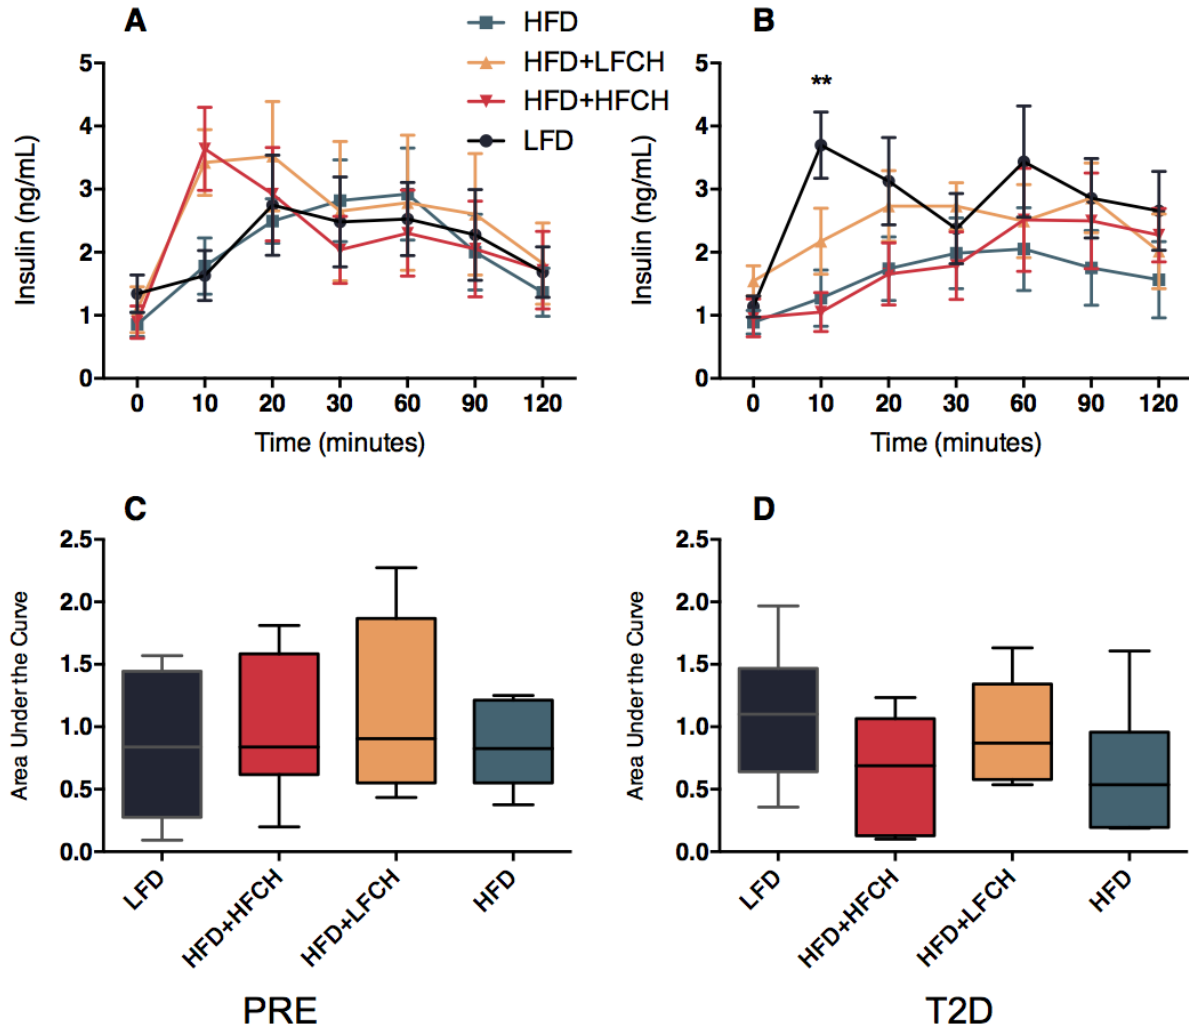 A
HFD
HFD+LFCH
HFD+HFCH
LFD
B
5
4
3
2
1
0
Insulin (ng/mL)
0 10 20 30 60 90 120
Time (minutes)
**
5
4
3
2
1
0
Insulin (ng/mL)
0 10 20 30 60 90 120
Time (minutes)
C
2.5
2.0
1.5
1.0
0.5
0.0
Area Under the Curve
LFD
HFD+HFCH
HFD+LFCH
HFD
PRE
D
2.5
2.0
1.5
1.0
0.5
0.0
Area Under the Curve
LFD
HFD+HFCH
HFD+LFCH
HFD
T2D